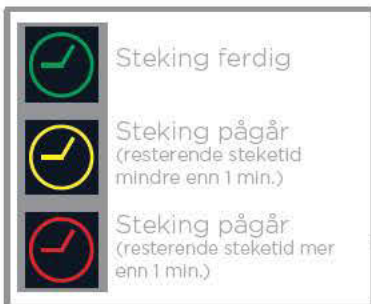 Steking ferdig
Steking pågår
(resterende steketid
mindre enn 1 min.)
Steking pågår
(resterende steketid mer
enn 1 min.)